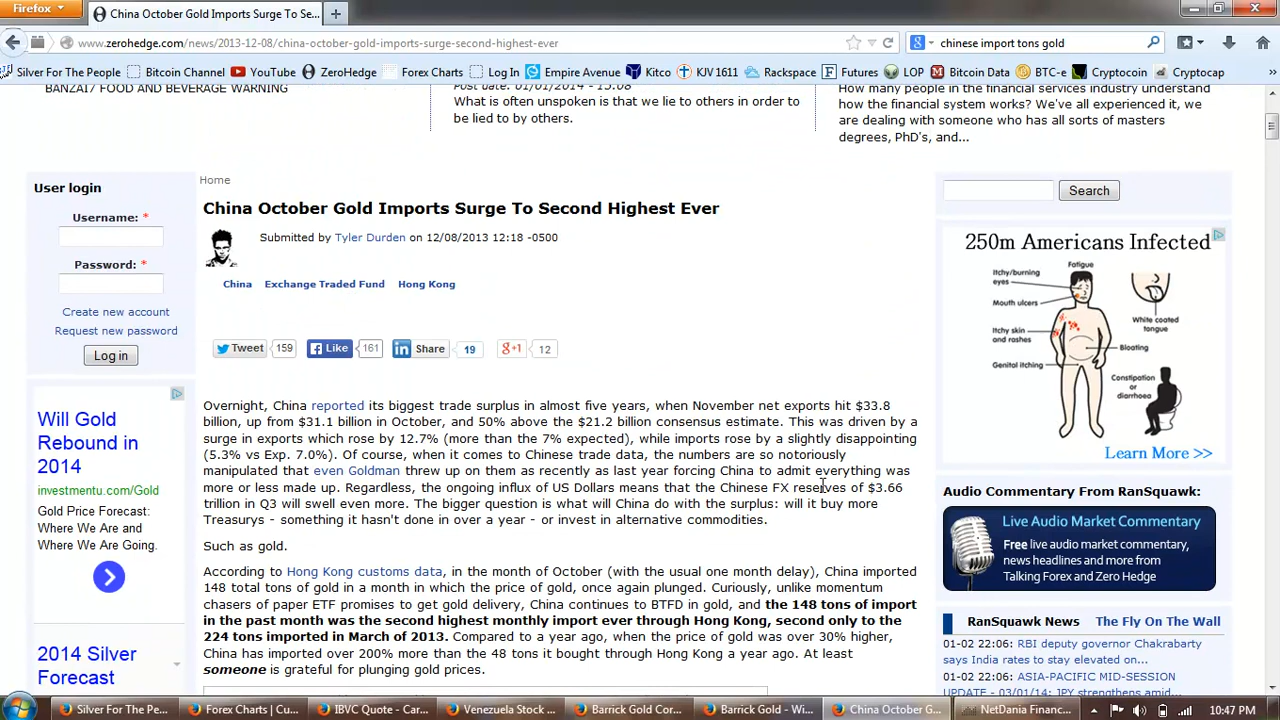 Firefox
China October Gold Imports Surge To Se...
www.zerohedge.com/news/2013-12-08/china-october-gold-imports-surge-second-highest-ever
chinese import tons gold
Silver For The People
Bitcoin Channel
YouTube
ZeroHedge
Forex Charts
Log In
Empire Avenue
Kitco
KJV 1611
Rackspace
Futures
LOP
Bitcoin Data
BTC-e
Cryptocoin
Cryptocap
BANZAI7 FOOD AND BEVERAGE WARNING
Post date: 01/01/2014 - 15:08
What is often unspoken is that we lie to others in order to
be lied to by others.
How many people in the financial services industry understand
how the financial system works? We've all experienced it, we
are dealing with someone who has all sorts of masters
degrees, PhD's, and...
User login
Username: *
Password: *
Create new account
Request new password
Log in
Home
China October Gold Imports Surge To Second Highest Ever
Submitted by Tyler Durden on 12/08/2013 12:18 -0500
China Exchange Traded Fund Hong Kong
Tweet 159
Like 161
in Share 19
g+1 12
Overnight, China reported its biggest trade surplus in almost five years, when November net exports hit $33.8
billion, up from $31.1 billion in October, and 50% above the $21.2 billion consensus estimate. This was driven by a
surge in exports which rose by 12.7% (more than the 7% expected), while imports rose by a slightly disappointing
(5.3% vs Exp. 7.0%). Of course, when it comes to Chinese trade data, the numbers are so notoriously
manipulated that even Goldman threw up on them as recently as last year forcing China to admit everything was
more or less made up. Regardless, the ongoing influx of US Dollars means that the Chinese FX reserves of $3.66
trillion in Q3 will swell even more. The bigger question is what will China do with the surplus: will it buy more
Treasurys - something it hasn't done in over a year - or invest in alternative commodities.
Such as gold.
According to Hong Kong customs data, in the month of October (with the usual one month delay), China imported
148 total tons of gold in a month in which the price of gold, once again plunged. Curiously, unlike momentum
chasers of paper ETF promises to get gold delivery, China continues to BTFD in gold, and the 148 tons of import
in the past month was the second highest monthly import ever through Hong Kong, second only to the
224 tons imported in March of 2013. Compared to a year ago, when the price of gold was over 30% higher,
China has imported over 200% more than the 48 tons it bought through Hong Kong a year ago. At least
someone is grateful for plunging gold prices.
Will Gold
Rebound in
2014
investmentu.com/Gold
Gold Price Forecast:
Where We Are and
Where We Are Going.
2014 Silver
Forecast
Search
250m Americans Infected
Fatigue
Itchy/burning
eyes
Mouth ulcers
Itchy skin
and rashes
Genital itching
White coated
tongue
Bloating
Constipation
or diarrhoea
Learn More >>
Audio Commentary From RanSquawk:
Live Audio Market Commentary
Free live audio market commentary,
news headlines and more from
Talking Forex and Zero Hedge
RanSquawk News
The Fly On The Wall
01-02 22:06: RBI deputy governor Chakrabarty
says India rates to stay elevated on...
01-02 22:06: ASIA-PACIFIC MID-SESSION
UPDATE - 03/01/14: JPY strengthens amid...
Silver For The Pe...
Forex Charts | Cu...
IBVC Quote - Car...
Venezuela Stock ...
Barrick Gold Cor...
Barrick Gold - Wi...
China October G...
NetDania Financ...
10:47 PM